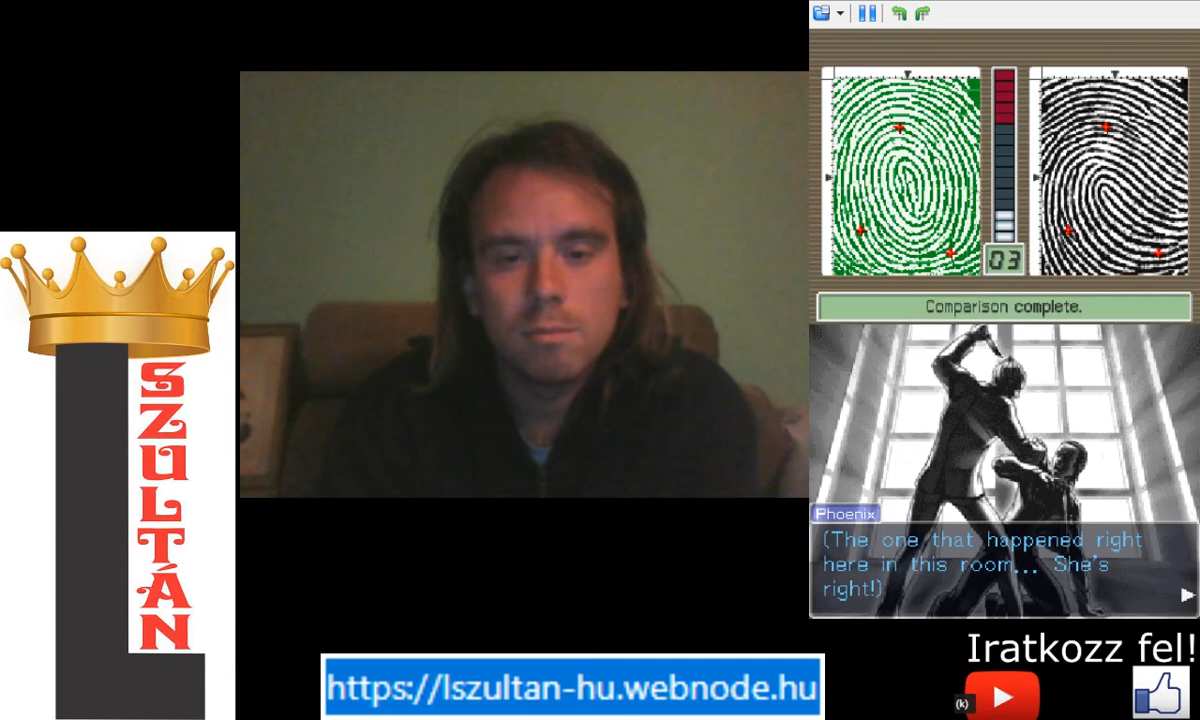 L
SZULTÁN
03
Comparison complete.
Phoenix
(The one that happened right
here in this room... She's
right!)
Iratkozz fel!
(k)
https://lszultan-hu.webnode.hu